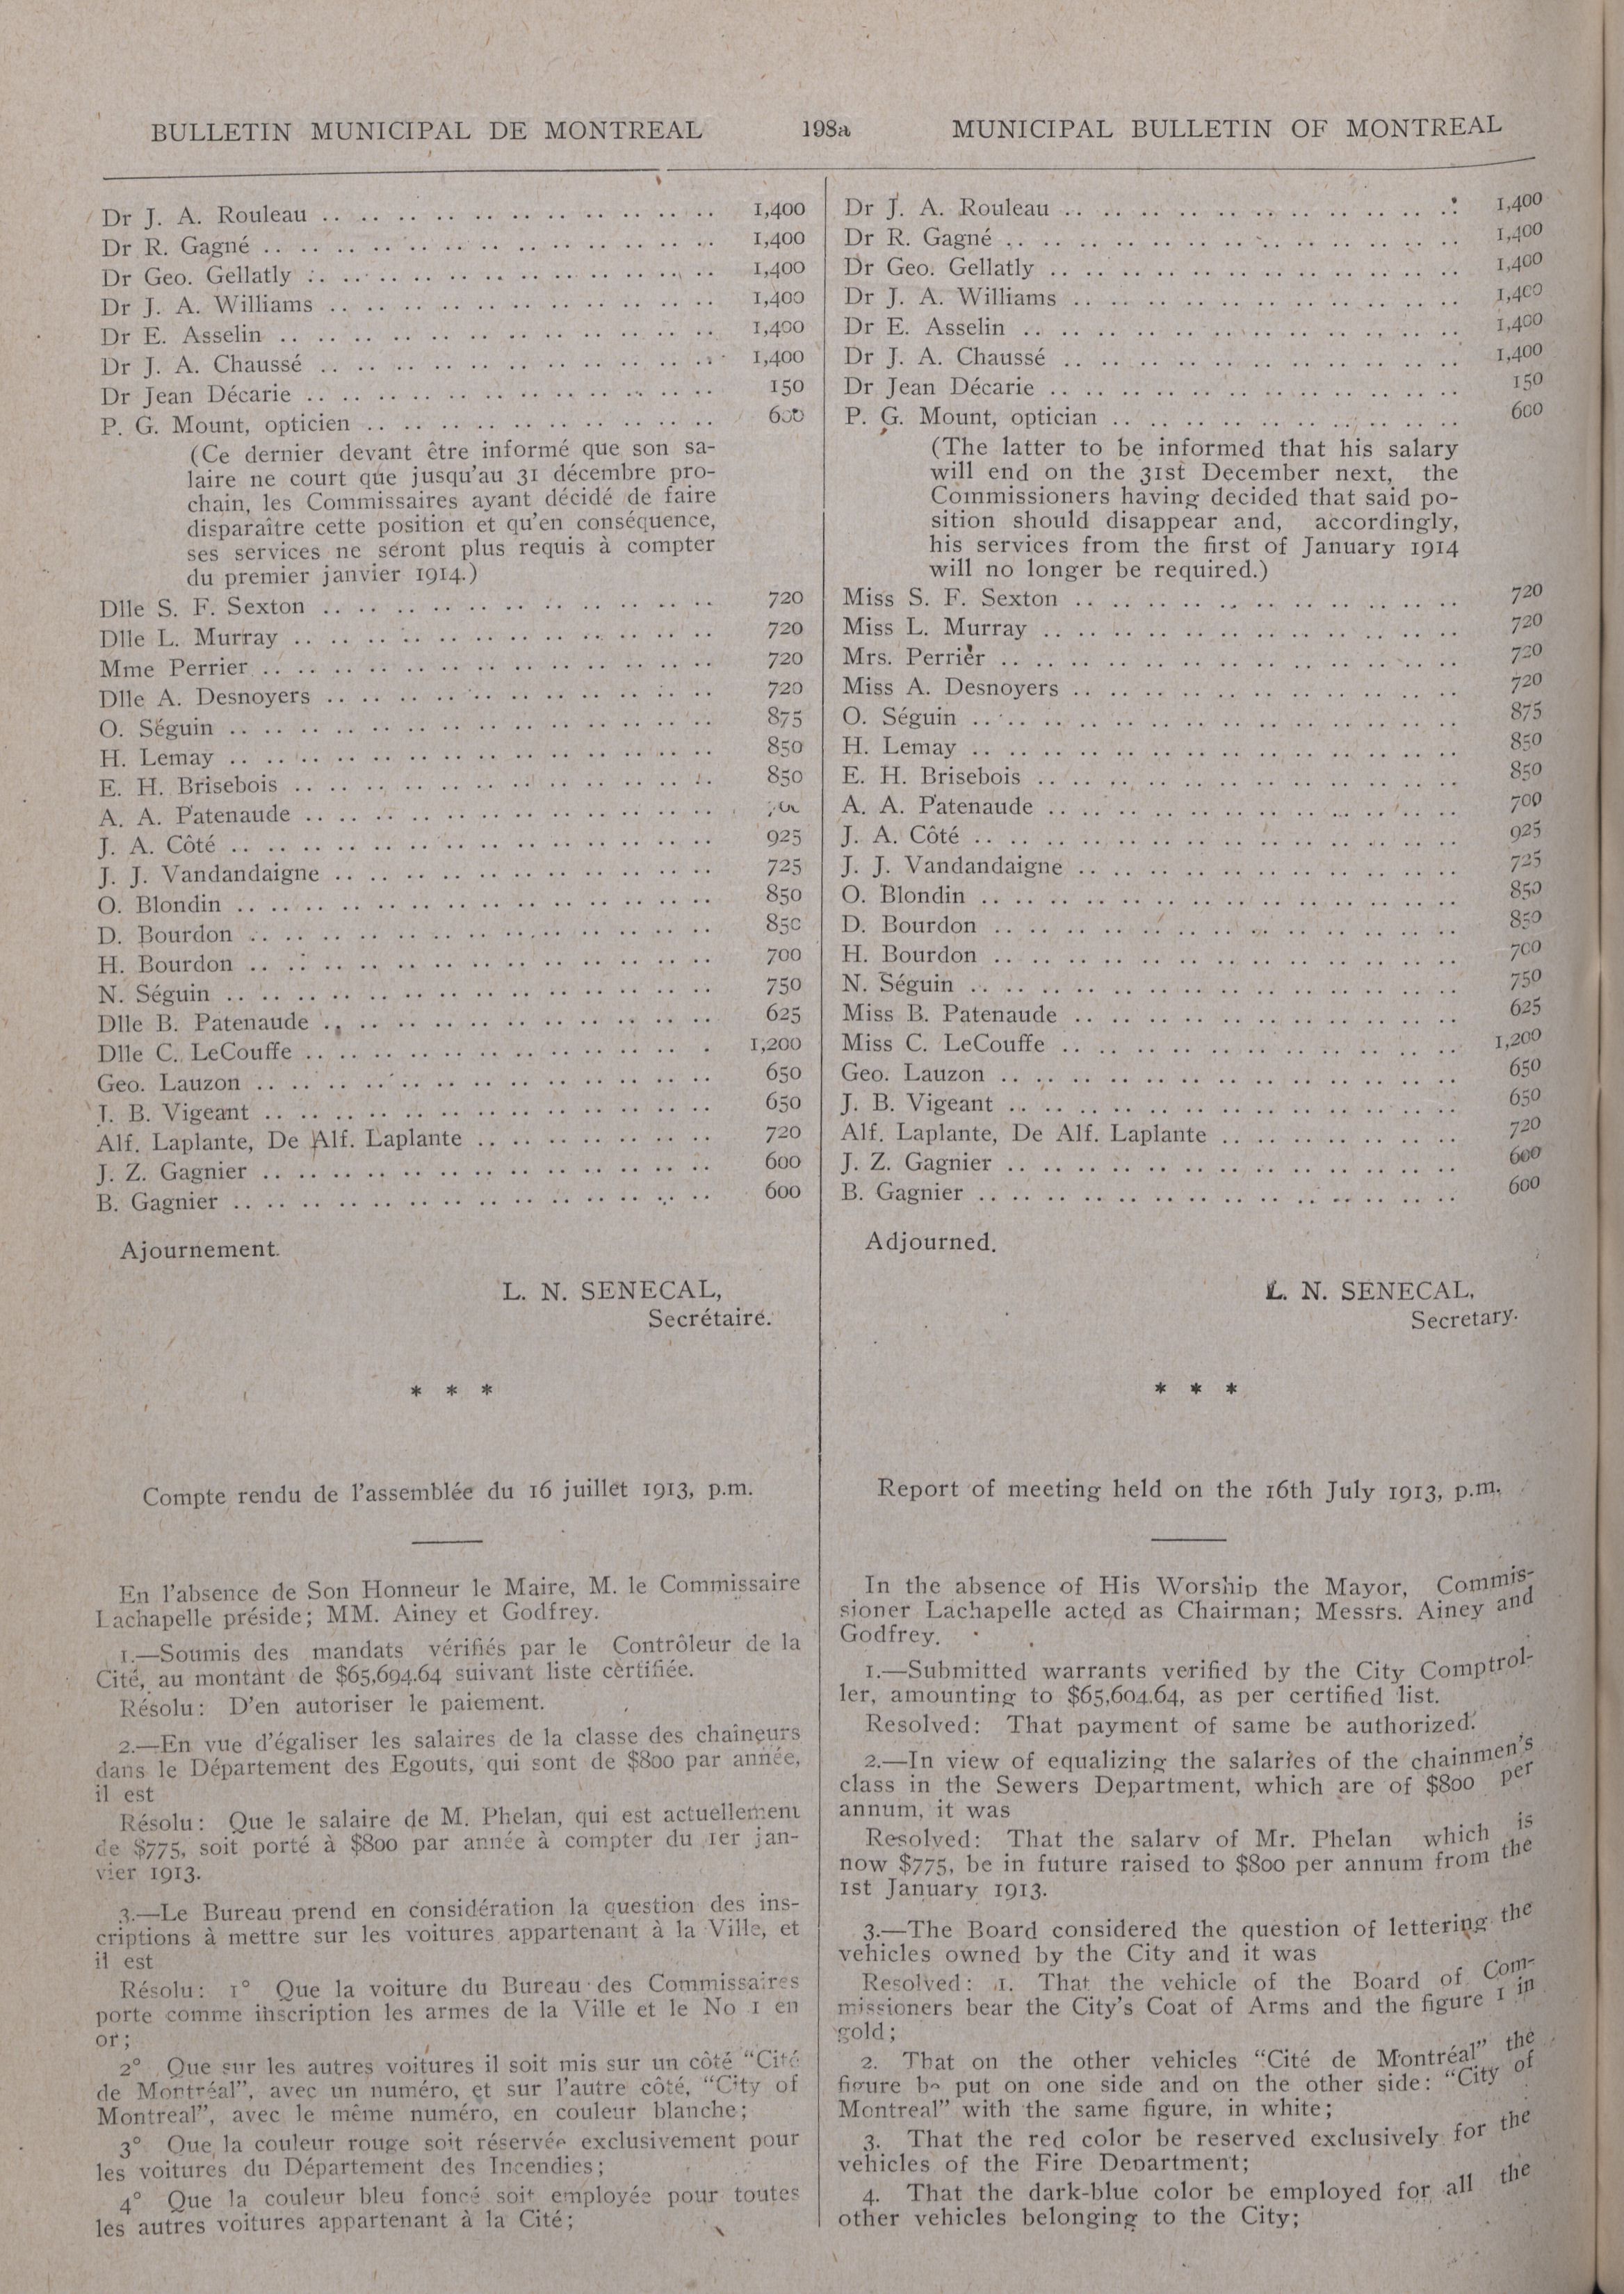 BULLETIN MUNICIPAL DE MONTREAL 198a MUNICIPAL BULLETIN OF MONTREAL
Dr J. A. Rouleau .. .. .. .. .. .. .. .. .. .. .. 1,400
Dr R. Gagné .. .. .. .. .. .. .. .. .. .. .. .. .. 1,400
Dr Geo. Gellatly .. .. .. .. .. .. .. .. .. .. .. 1,400
Dr J. A. Williams .. .. .. .. .. .. .. .. .. .. .. 1,400
Dr E. Asselin .. .. .. .. .. .. .. .. .. .. .. .. 1,400
Dr J. A. Chaussé .. .. .. .. .. .. .. .. .. .. .. 1,400
Dr Jean Décarie .. .. .. .. .. .. .. .. .. .. .. .. 150
P. G. Mount, opticien .. .. .. .. .. .. .. .. .. .. 600
(Ce dernier devant être informé que son sa-
laire ne court que jusqu'au 31 décembre pro-
chain, les Commissaires ayant décidé de faire
disparaître cette position et qu'en conséquence,
ses services ne seront plus requis à compter
du premier janvier 1914.)
Dlle S. F. Sexton .. .. .. .. .. .. .. .. .. .. .. 720
Dlle L. Murray .. .. .. .. .. .. .. .. .. .. .. .. 720
Mme Perrier .. .. .. .. .. .. .. .. .. .. .. .. .. 720
Dlle A. Desnoyers .. .. .. .. .. .. .. .. .. .. .. 720
O. Séguin .. .. .. .. .. .. .. .. .. .. .. .. .. .. 875
H. Lemay .. .. .. .. .. .. .. .. .. .. .. .. .. .. 850
E. H. Brisebois .. .. .. .. .. .. .. .. .. .. .. .. 850
A. A. Patenaude .. .. .. .. .. .. .. .. .. .. .. ..
J. A. Côté .. .. .. .. .. .. .. .. .. .. .. .. .. .. 925
J. J. Vandandaigne .. .. .. .. .. .. .. .. .. .. .. 725
O. Blondin .. .. .. .. .. .. .. .. .. .. .. .. .. .. 850
D. Bourdon .. .. .. .. .. .. .. .. .. .. .. .. .. 850
H. Bourdon .. .. .. .. .. .. .. .. .. .. .. .. .. 700
N. Séguin .. .. .. .. .. .. .. .. .. .. .. .. .. .. 750
Dlle B. Patenaude .. .. .. .. .. .. .. .. .. .. .. 625
Dlle C. LeCouffe .. .. .. .. .. .. .. .. .. .. .. . 1,200
Geo. Lauzon .. .. .. .. .. .. .. .. .. .. .. .. .. 650
J. B. Vigeant .. .. .. .. .. .. .. .. .. .. .. .. .. 650
Alf. Laplante, De Alf. Laplante .. .. .. .. .. .. .. 720
J. Z. Gagnier .. .. .. .. .. .. .. .. .. .. .. .. .. 600
B. Gagnier .. .. .. .. .. .. .. .. .. .. .. .. .. .. 600
Ajournement.
L. N. SENECAL,
Secrétaire.
* * *
Compte rendu de l'assemblée du 16 juillet 1913, p.m.
En l'absence de Son Honneur le Maire, M. le Commissaire
Lachapelle préside; MM. Ainey et Godfrey.
1.—Soumis des mandats vérifiés par le Contrôleur de la
Cité, au montant de $65,694.64 suivant liste certifiée.
Résolu: D'en autoriser le paiement.
2.—En vue d'égaliser les salaires de la classe des chaîneurs
dans le Département des Egouts, qui sont de $800 par année,
il est
Résolu: Que le salaire de M. Phelan, qui est actuellement
de $775, soit porté à $800 par année à compter du 1er jan-
vier 1913.
3.—Le Bureau prend en considération la question des ins-
criptions à mettre sur les voitures appartenant à la Ville, et
il est
Résolu: 1° Que la voiture du Bureau des Commissaires
porte comme inscription les armes de la Ville et le No 1 en
or;
2° Que sur les autres voitures il soit mis sur un côté "Cité
de Montréal", avec un numéro, et sur l'autre côté, "City of
Montreal", avec le même numéro, en couleur blanche;
3° Que la couleur rouge soit réservée exclusivement pour
les voitures du Département des Incendies;
4° Que la couleur bleu foncé soit employée pour toutes
les autres voitures appartenant à la Cité;
Dr J. A. Rouleau .. .. .. .. .. .. .. .. .. .. .. 1,400
Dr R. Gagné .. .. .. .. .. .. .. .. .. .. .. .. .. 1,400
Dr Geo. Gellatly .. .. .. .. .. .. .. .. .. .. .. .. 1,400
Dr J. A. Williams .. .. .. .. .. .. .. .. .. .. .. 1,400
Dr E. Asselin .. .. .. .. .. .. .. .. .. .. .. .. 1,400
Dr J. A. Chaussé .. .. .. .. .. .. .. .. .. .. .. 1,400
Dr Jean Décarie .. .. .. .. .. .. .. .. .. .. .. .. 150
P. G. Mount, optician .. .. .. .. .. .. .. .. .. .. 600
(The latter to be informed that his salary
will end on the 31st December next, the
Commissioners having decided that said po-
sition should disappear and, accordingly,
his services from the first of January 1914
will no longer be required.)
Miss S. F. Sexton .. .. .. .. .. .. .. .. .. .. .. 720
Miss L. Murray .. .. .. .. .. .. .. .. .. .. .. .. 720
Mrs. Perrier .. .. .. .. .. .. .. .. .. .. .. .. .. 720
Miss A. Desnoyers .. .. .. .. .. .. .. .. .. .. .. 720
O. Séguin .. .. .. .. .. .. .. .. .. .. .. .. .. .. 875
H. Lemay .. .. .. .. .. .. .. .. .. .. .. .. .. .. 850
E. H. Brisebois .. .. .. .. .. .. .. .. .. .. .. .. 850
A. A. Patenaude .. .. .. .. .. .. .. .. .. .. .. .. 700
J. A. Côté .. .. .. .. .. .. .. .. .. .. .. .. .. .. 925
J. J. Vandandaigne .. .. .. .. .. .. .. .. .. .. .. 725
O. Blondin .. .. .. .. .. .. .. .. .. .. .. .. .. .. 850
D. Bourdon .. .. .. .. .. .. .. .. .. .. .. .. .. 850
H. Bourdon .. .. .. .. .. .. .. .. .. .. .. .. .. 700
N. Séguin .. .. .. .. .. .. .. .. .. .. .. .. .. .. 750
Miss B. Patenaude .. .. .. .. .. .. .. .. .. .. .. 625
Miss C. LeCouffe .. .. .. .. .. .. .. .. .. .. .. 1,200
Geo. Lauzon .. .. .. .. .. .. .. .. .. .. .. .. .. 650
J. B. Vigeant .. .. .. .. .. .. .. .. .. .. .. .. .. 650
Alf. Laplante, De Alf. Laplante .. .. .. .. .. .. .. 720
J. Z. Gagnier .. .. .. .. .. .. .. .. .. .. .. .. .. 600
B. Gagnier .. .. .. .. .. .. .. .. .. .. .. .. .. .. 600
Adjourned.
L. N. SENECAL,
Secretary.
* * *
Report of meeting held on the 16th July 1913, p.m.
In the absence of His Worship the Mayor, Commis-
sioner Lachapelle acted as Chairman; Messrs. Ainey and
Godfrey.
1.—Submitted warrants verified by the City Comptrol-
ler, amounting to $65,604.64, as per certified list.
Resolved: That payment of same be authorized.
2.—In view of equalizing the salaries of the chainmen's
class in the Sewers Department, which are of $800 per
annum, it was
Resolved: That the salary of Mr. Phelan which is
now $775, be in future raised to $800 per annum from the
1st January 1913.
3.—The Board considered the question of lettering the
vehicles owned by the City and it was
Resolved: 1. That the vehicle of the Board of Com-
missioners bear the City's Coat of Arms and the figure 1 in
gold;
2. That on the other vehicles "Cité de Montréal" the
figure be put on one side and on the other side: "City of
Montreal" with the same figure, in white;
3. That the red color be reserved exclusively for the
vehicles of the Fire Department;
4. That the dark-blue color be employed for all the
other vehicles belonging to the City;